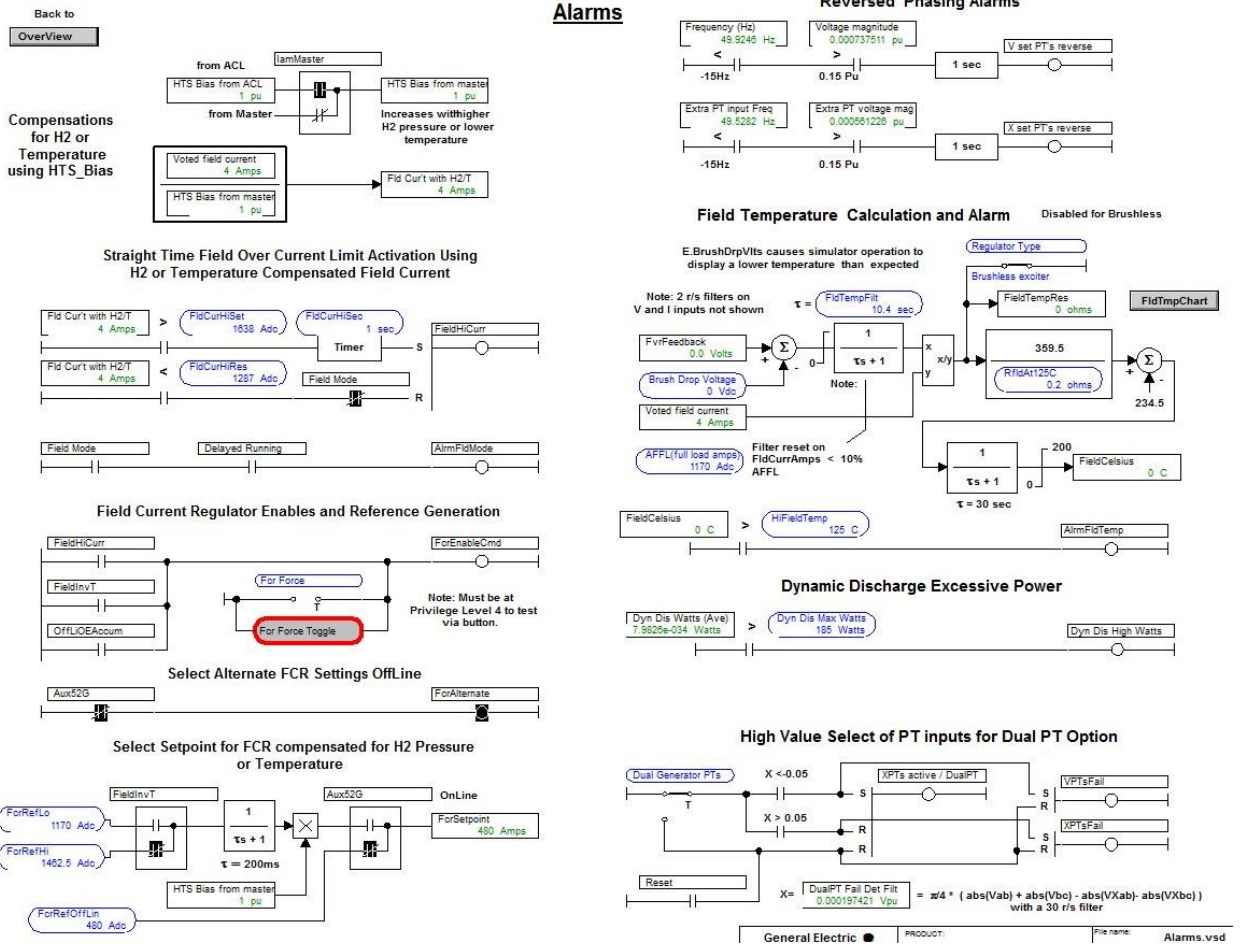 Back to
OverView
Alarms
Compensations
for H2 or
Temperature
using HTS_Bias
from ACL
IamMaster
HTS Bias from ACL
1 pu
from Master
HTS Bias from master
1 pu
Increases withhigher
H2 pressure or lower
temperature
Voted field current
4 Amps
HTS Bias from master
1 pu
Fld Cur't with H2/T
4 Amps
Straight Time Field Over Current Limit Activation Using
H2 or Temperature Compensated Field Current
Fld Cur't with H2/T
4 Amps
>
FldCurHiSet
1638 Adc
FldCurHiSec
1 sec
Timer
S
FieldHiCurr
Fld Cur't with H2/T
4 Amps
<
FldCurHiRes
1287 Adc
Field Mode
R
Field Mode
Delayed Running
AlrmFldMode
Field Current Regulator Enables and Reference Generation
FieldHiCurr
FcrEnableCmd
FieldInvT
Fcr Force
T
Note: Must be at
Privilege Level 4 to test
via button.
OffLiOEAccum
Fcr Force Toggle
Select Alternate FCR Settings OffLine
Aux52G
FcrAlternate
Select Setpoint for FCR compensated for H2 Pressure
or Temperature
FcrRefLo
1170 Adc
FcrRefHi
1462.5 Adc
FieldInvT
1
τs + 1
τ = 200ms
Aux52G
OnLine
FcrSetpoint
480 Amps
HTS Bias from master
1 pu
FcrRefOffLin
480 Adc
Reversed Phasing Alarms
Frequency (Hz)
49.9246 Hz
<
-15Hz
Voltage magnitude
0.000737511 pu
>
0.15 Pu
1 sec
V set PT's reverse
Extra PT input Freq
49.5282 Hz
<
-15Hz
Extra PT voltage mag
0.000561226 pu
>
0.15 Pu
1 sec
X set PT's reverse
Field Temperature Calculation and Alarm
Disabled for Brushless
E.BrushDrpVlts causes simulator operation to
display a lower temperature than expected
Regulator Type
Brushless exciter
Note: 2 r/s filters on
V and I inputs not shown
τ =
FldTempFilt
10.4 sec
FieldTempRes
0 ohms
FldTmpChart
FvrFeedback
0.0 Volts
+
Σ
-
0
1
τs + 1
Note:
x
x/y
y
359.5
RfldAt125C
0.2 ohms
+
Σ
-
234.5
Brush Drop Voltage
0 Vdc
Voted field current
4 Amps
AFFL(full load amps)
1170 Adc
Filter reset on
FldCurrAmps < 10%
AFFL
1
τs + 1
τ = 30 sec
200
0
FieldCelsius
0 C
FieldCelsius
0 C
>
HiFieldTemp
125 C
AlrmFldTemp
Dynamic Discharge Excessive Power
Dyn Dis Watts (Ave)
7.9826e-034 Watts
>
Dyn Dis Max Watts
185 Watts
Dyn Dis High Watts
High Value Select of PT inputs for Dual PT Option
Dual Generator PTs
T
X <-0.05
S
XPTs active / DualPT
S
R
VPTsFail
X > 0.05
R
R
S
R
XPTsFail
Reset
X=
DualPT Fail Det Filt
0.000197421 Vpu
= π/4 * ( abs(Vab) + abs(Vbc) - abs(VXab)- abs(VXbc) )
with a 30 r/s filter
General Electric
PRODUCT:
File name:
Alarms.vsd